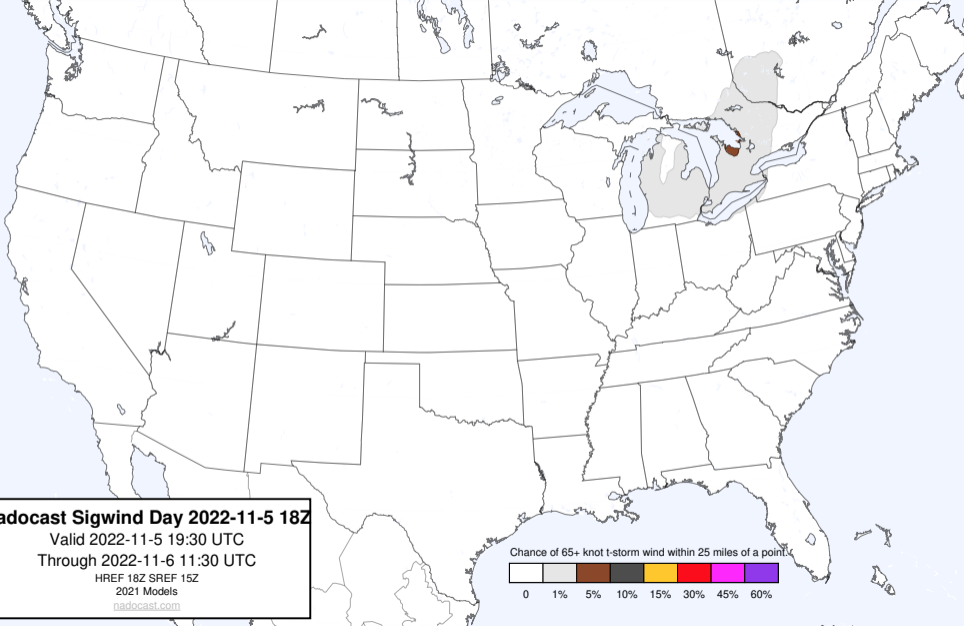 adocast Sigwind Day 2022-11-5 18Z
Valid 2022-11-5 19:30 UTC
Through 2022-11-6 11:30 UTC
HREF 18Z SREF 15Z
2021 Models
nadocast.com
Chance of 65+ knot t-storm wind within 25 miles of a point.
0 1% 5% 10% 15% 30% 45% 60%